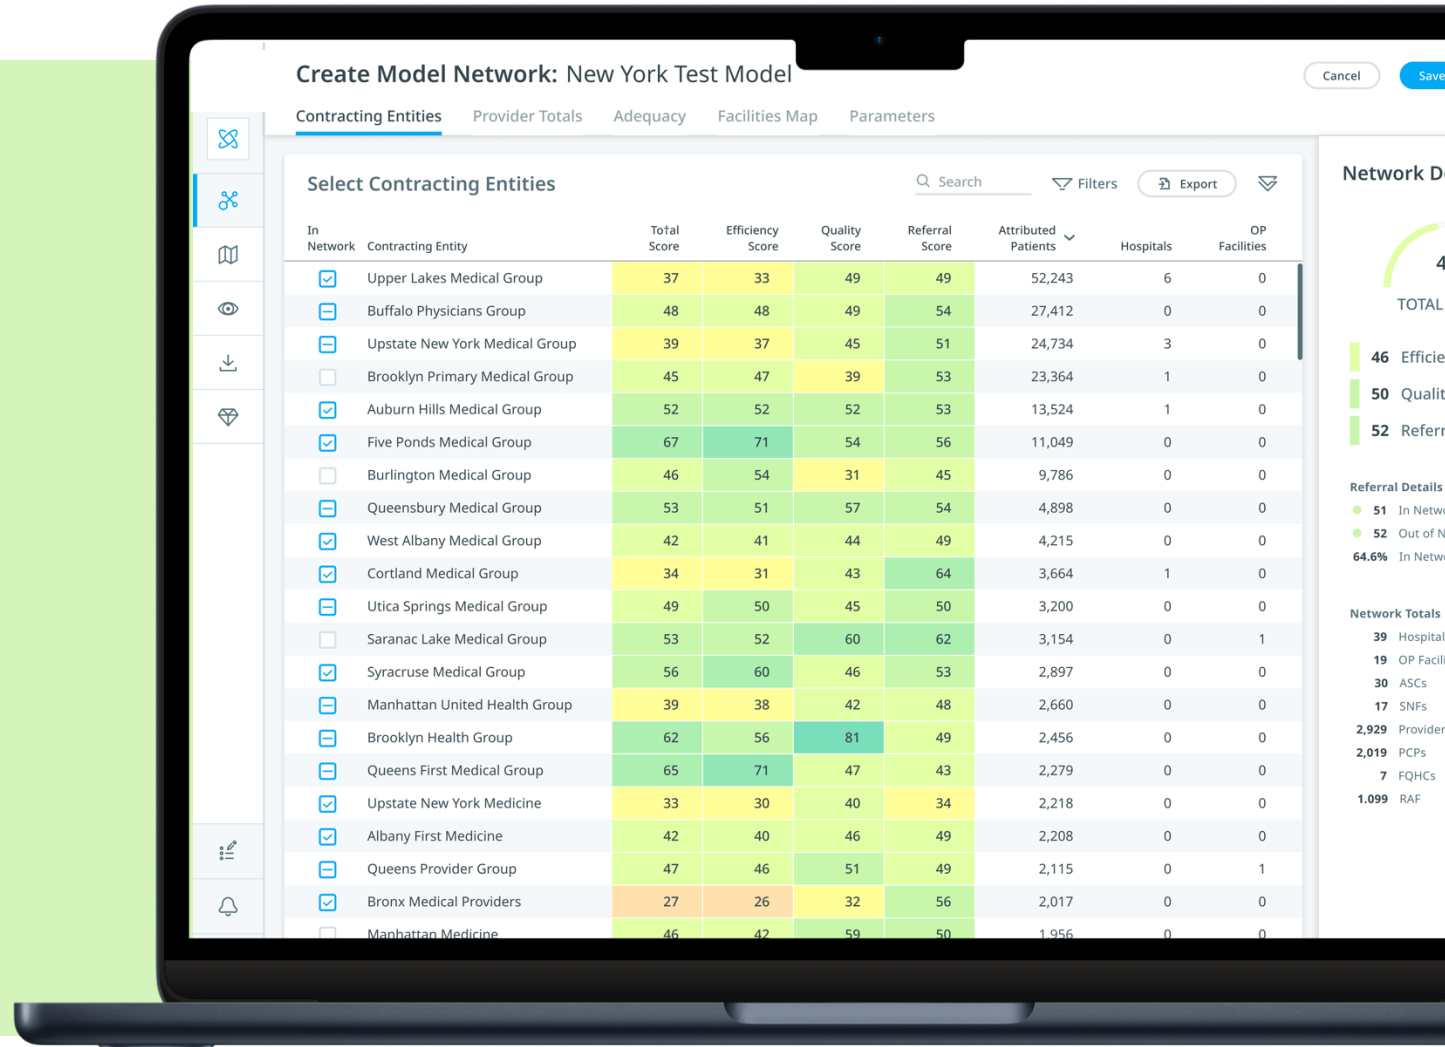 Create Model Network: New York Test Model
Cancel
Save
Contracting Entities Provider Totals Adequacy Facilities Map Parameters
Select Contracting Entities
Search
Filters
Export
In Network Contracting Entity Total Score Efficiency Score Quality Score Referral Score Attributed Patients Hospitals OP Facilities
Upper Lakes Medical Group 37 33 49 49 52,243 6 0
Buffalo Physicians Group 48 48 49 54 27,412 0 0
Upstate New York Medical Group 39 37 45 51 24,734 3 0
Brooklyn Primary Medical Group 45 47 39 53 23,364 1 0
Auburn Hills Medical Group 52 52 52 53 13,524 1 0
Five Ponds Medical Group 67 71 54 56 11,049 0 0
Burlington Medical Group 46 54 31 45 9,786 0 0
Queensbury Medical Group 53 51 57 54 4,898 0 0
West Albany Medical Group 42 41 44 49 4,215 0 0
Cortland Medical Group 34 31 43 64 3,664 1 0
Utica Springs Medical Group 49 50 45 50 3,200 0 0
Saranac Lake Medical Group 53 52 60 62 3,154 0 1
Syracruse Medical Group 56 60 46 53 2,897 0 0
Manhattan United Health Group 39 38 42 48 2,660 0 0
Brooklyn Health Group 62 56 81 49 2,456 0 0
Queens First Medical Group 65 71 47 43 2,279 0 0
Upstate New York Medicine 33 30 40 34 2,218 0 0
Albany First Medicine 42 40 46 49 2,208 0 0
Queens Provider Group 47 46 51 49 2,115 0 1
Bronx Medical Providers 27 26 32 56 2,017 0 0
Manhattan Medicine 46 42 59 50 1,956 0 0
Network D
4
TOTAL
46 Efficie
50 Qualit
52 Referr
Referral Details
51 In Netw
52 Out of N
64.6% In Netw
Network Totals
39 Hospital
19 OP Facili
30 ASCs
17 SNFs
2,929 Provider
2,019 PCPs
7 FQHCs
1.099 RAF